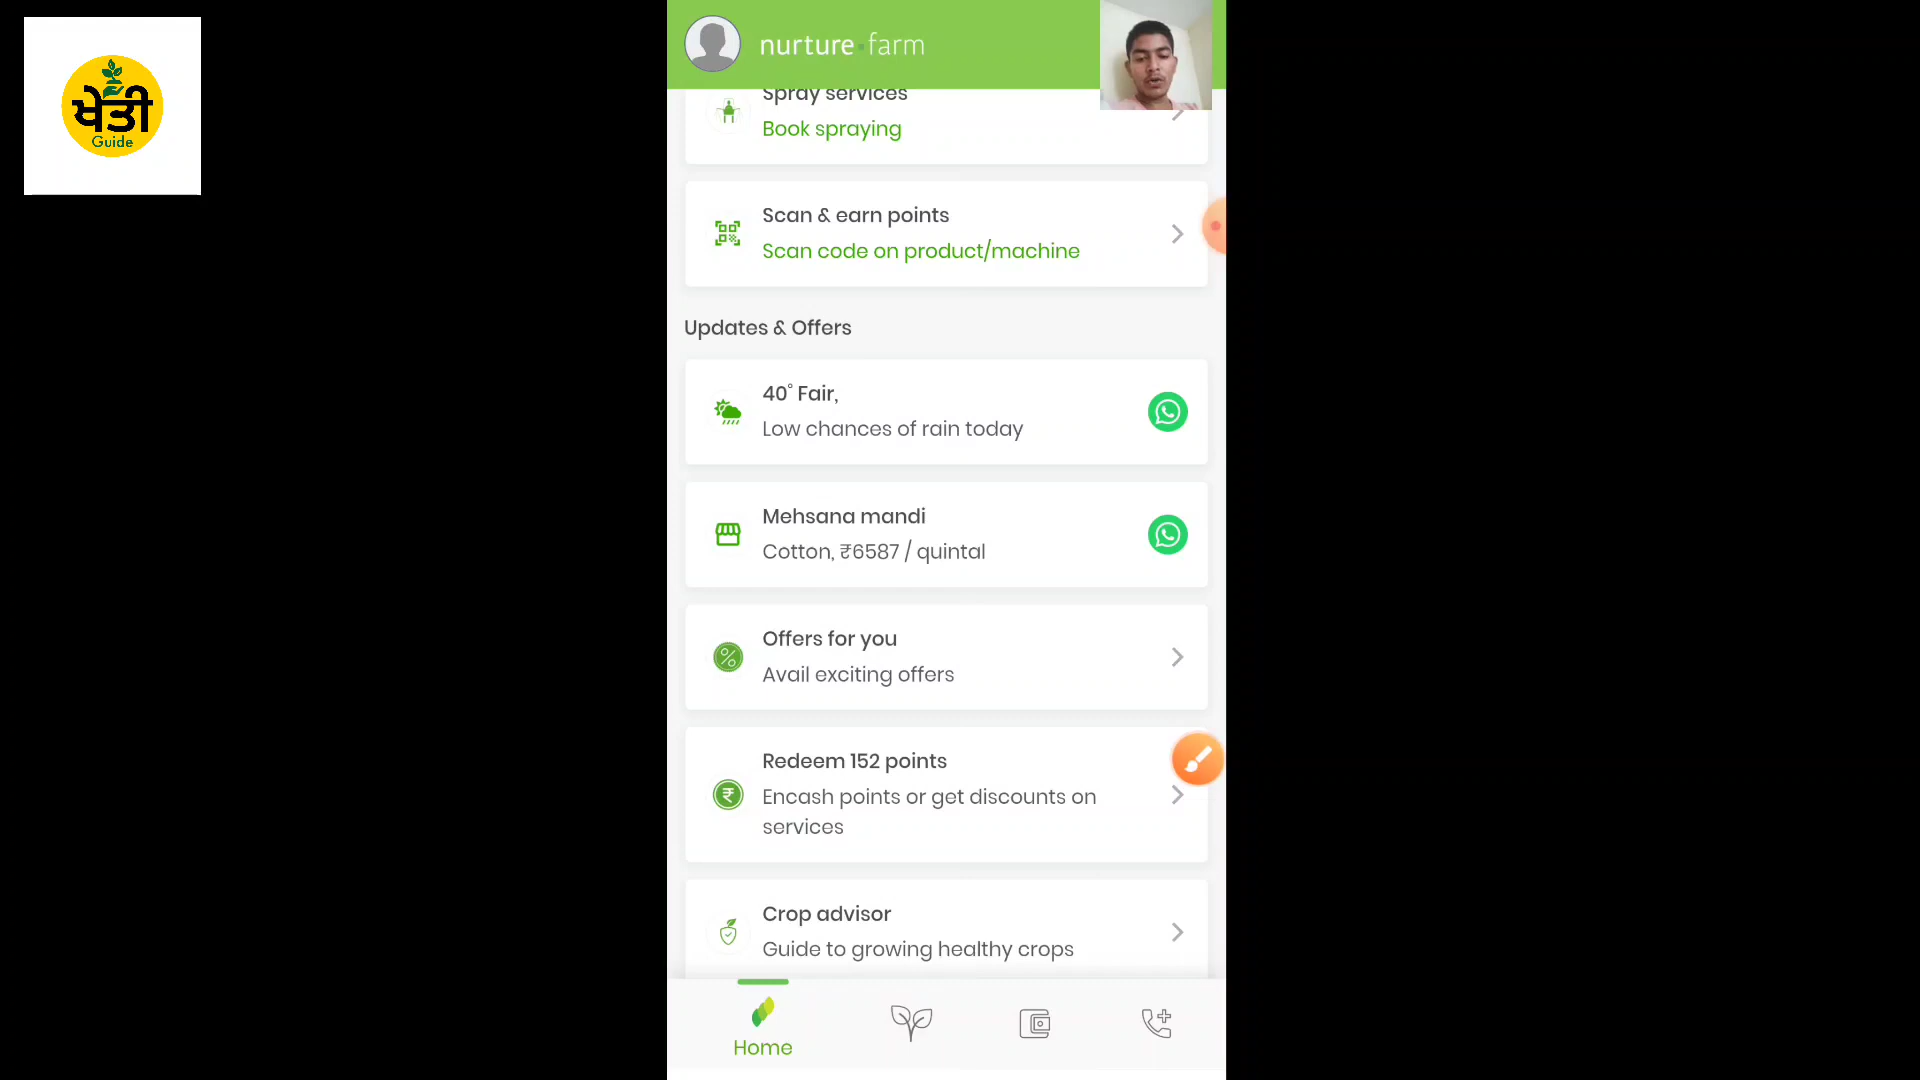 ਖੇਤੀ
Guide
nurture.farm
Spray services
Book spraying
Scan & earn points
Scan code on product/machine
Updates & Offers
40° Fair,
Low chances of rain today
Mehsana mandi
Cotton, ₹6587 / quintal
Offers for you
Avail exciting offers
Redeem 152 points
Encash points or get discounts on
services
Crop advisor
Guide to growing healthy crops
Home